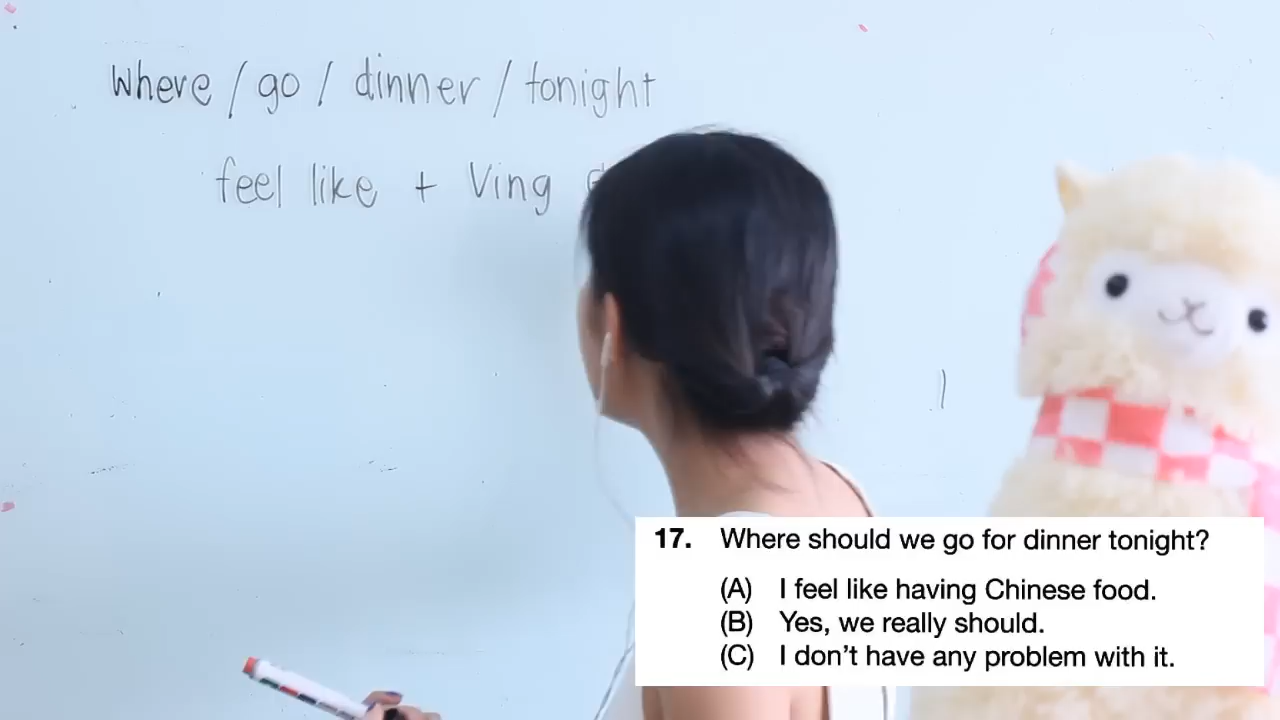 where / go / dinner / tonight
feel like + Ving
17. Where should we go for dinner tonight?
(A) I feel like having Chinese food.
(B) Yes, we really should.
(C) I don't have any problem with it.